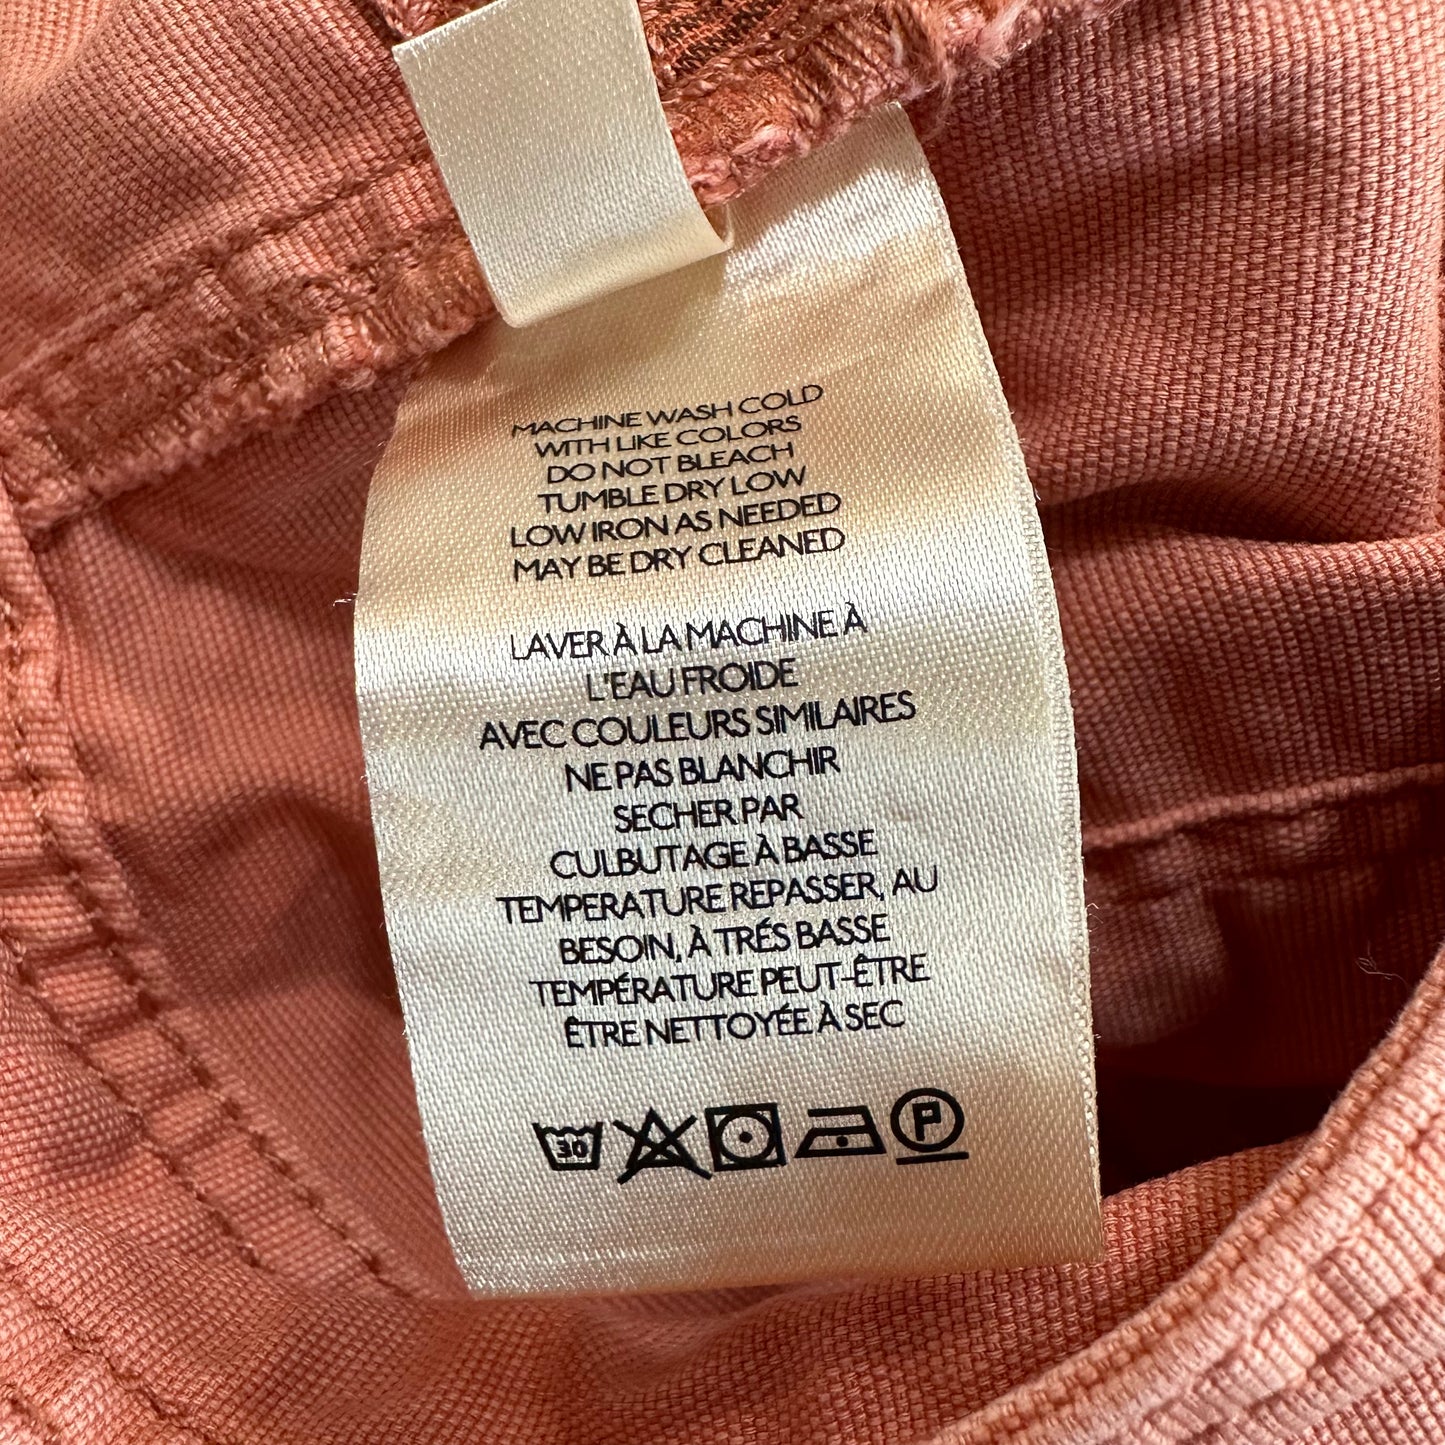 MACHINE WASH COLD
WITH LIKE COLORS
DO NOT BLEACH
TUMBLE DRY LOW
LOW IRON AS NEEDED
MAY BE DRY CLEANED
LAVER À LA MACHINE À
L'EAU FROIDE
AVEC COULEURS SIMILAIRES
NE PAS BLANCHIR
SECHER PAR
CULBUTAGE À BASSE
TEMPERATURE REPASSER, AU
BESOIN, À TRÉS BASSE
TEMPÉRATURE PEUT-ÊTRE
ÊTRE NETTOYÉE À SEC
30 P